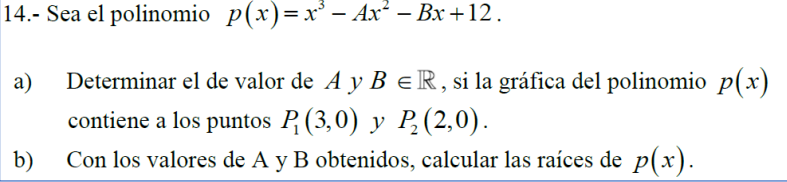 14.- Sea el polinomio p(x) = x³ − Ax² − Bx + 12 .
a) Determinar el de valor de A y B ∈ ℝ , si la gráfica del polinomio p(x)
contiene a los puntos P₁(3,0) y P₂(2,0) .
b) Con los valores de A y B obtenidos, calcular las raíces de p(x) .